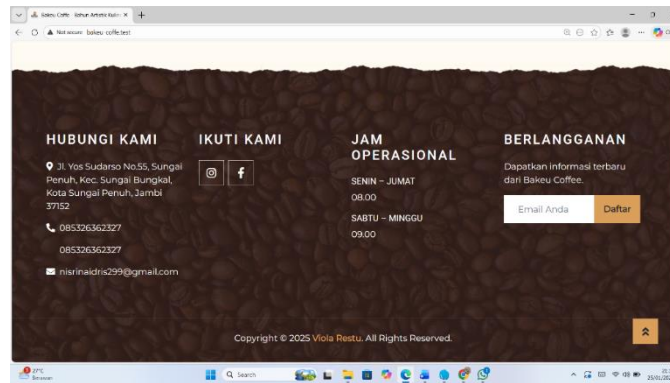 Not secure
bakeu coffe.test
HUBUNGI KAMI
Jl. Yos Sudarso No.55, Sungai
Penuh, Kec. Sungai Bungkal,
Kota Sungai Penuh, Jambi
37152
085326362327
085326362327
nisrinaidris299@gmail.com
IKUTI KAMI
JAM
OPERASIONAL
SENIN – JUMAT
08.00
SABTU – MINGGU
09.00
BERLANGGANAN
Dapatkan informasi terbaru
dari Bakeu Coffee.
Email Anda
Daftar
Copyright © 2025 Viola Restu. All Rights Reserved.
27°C
Search